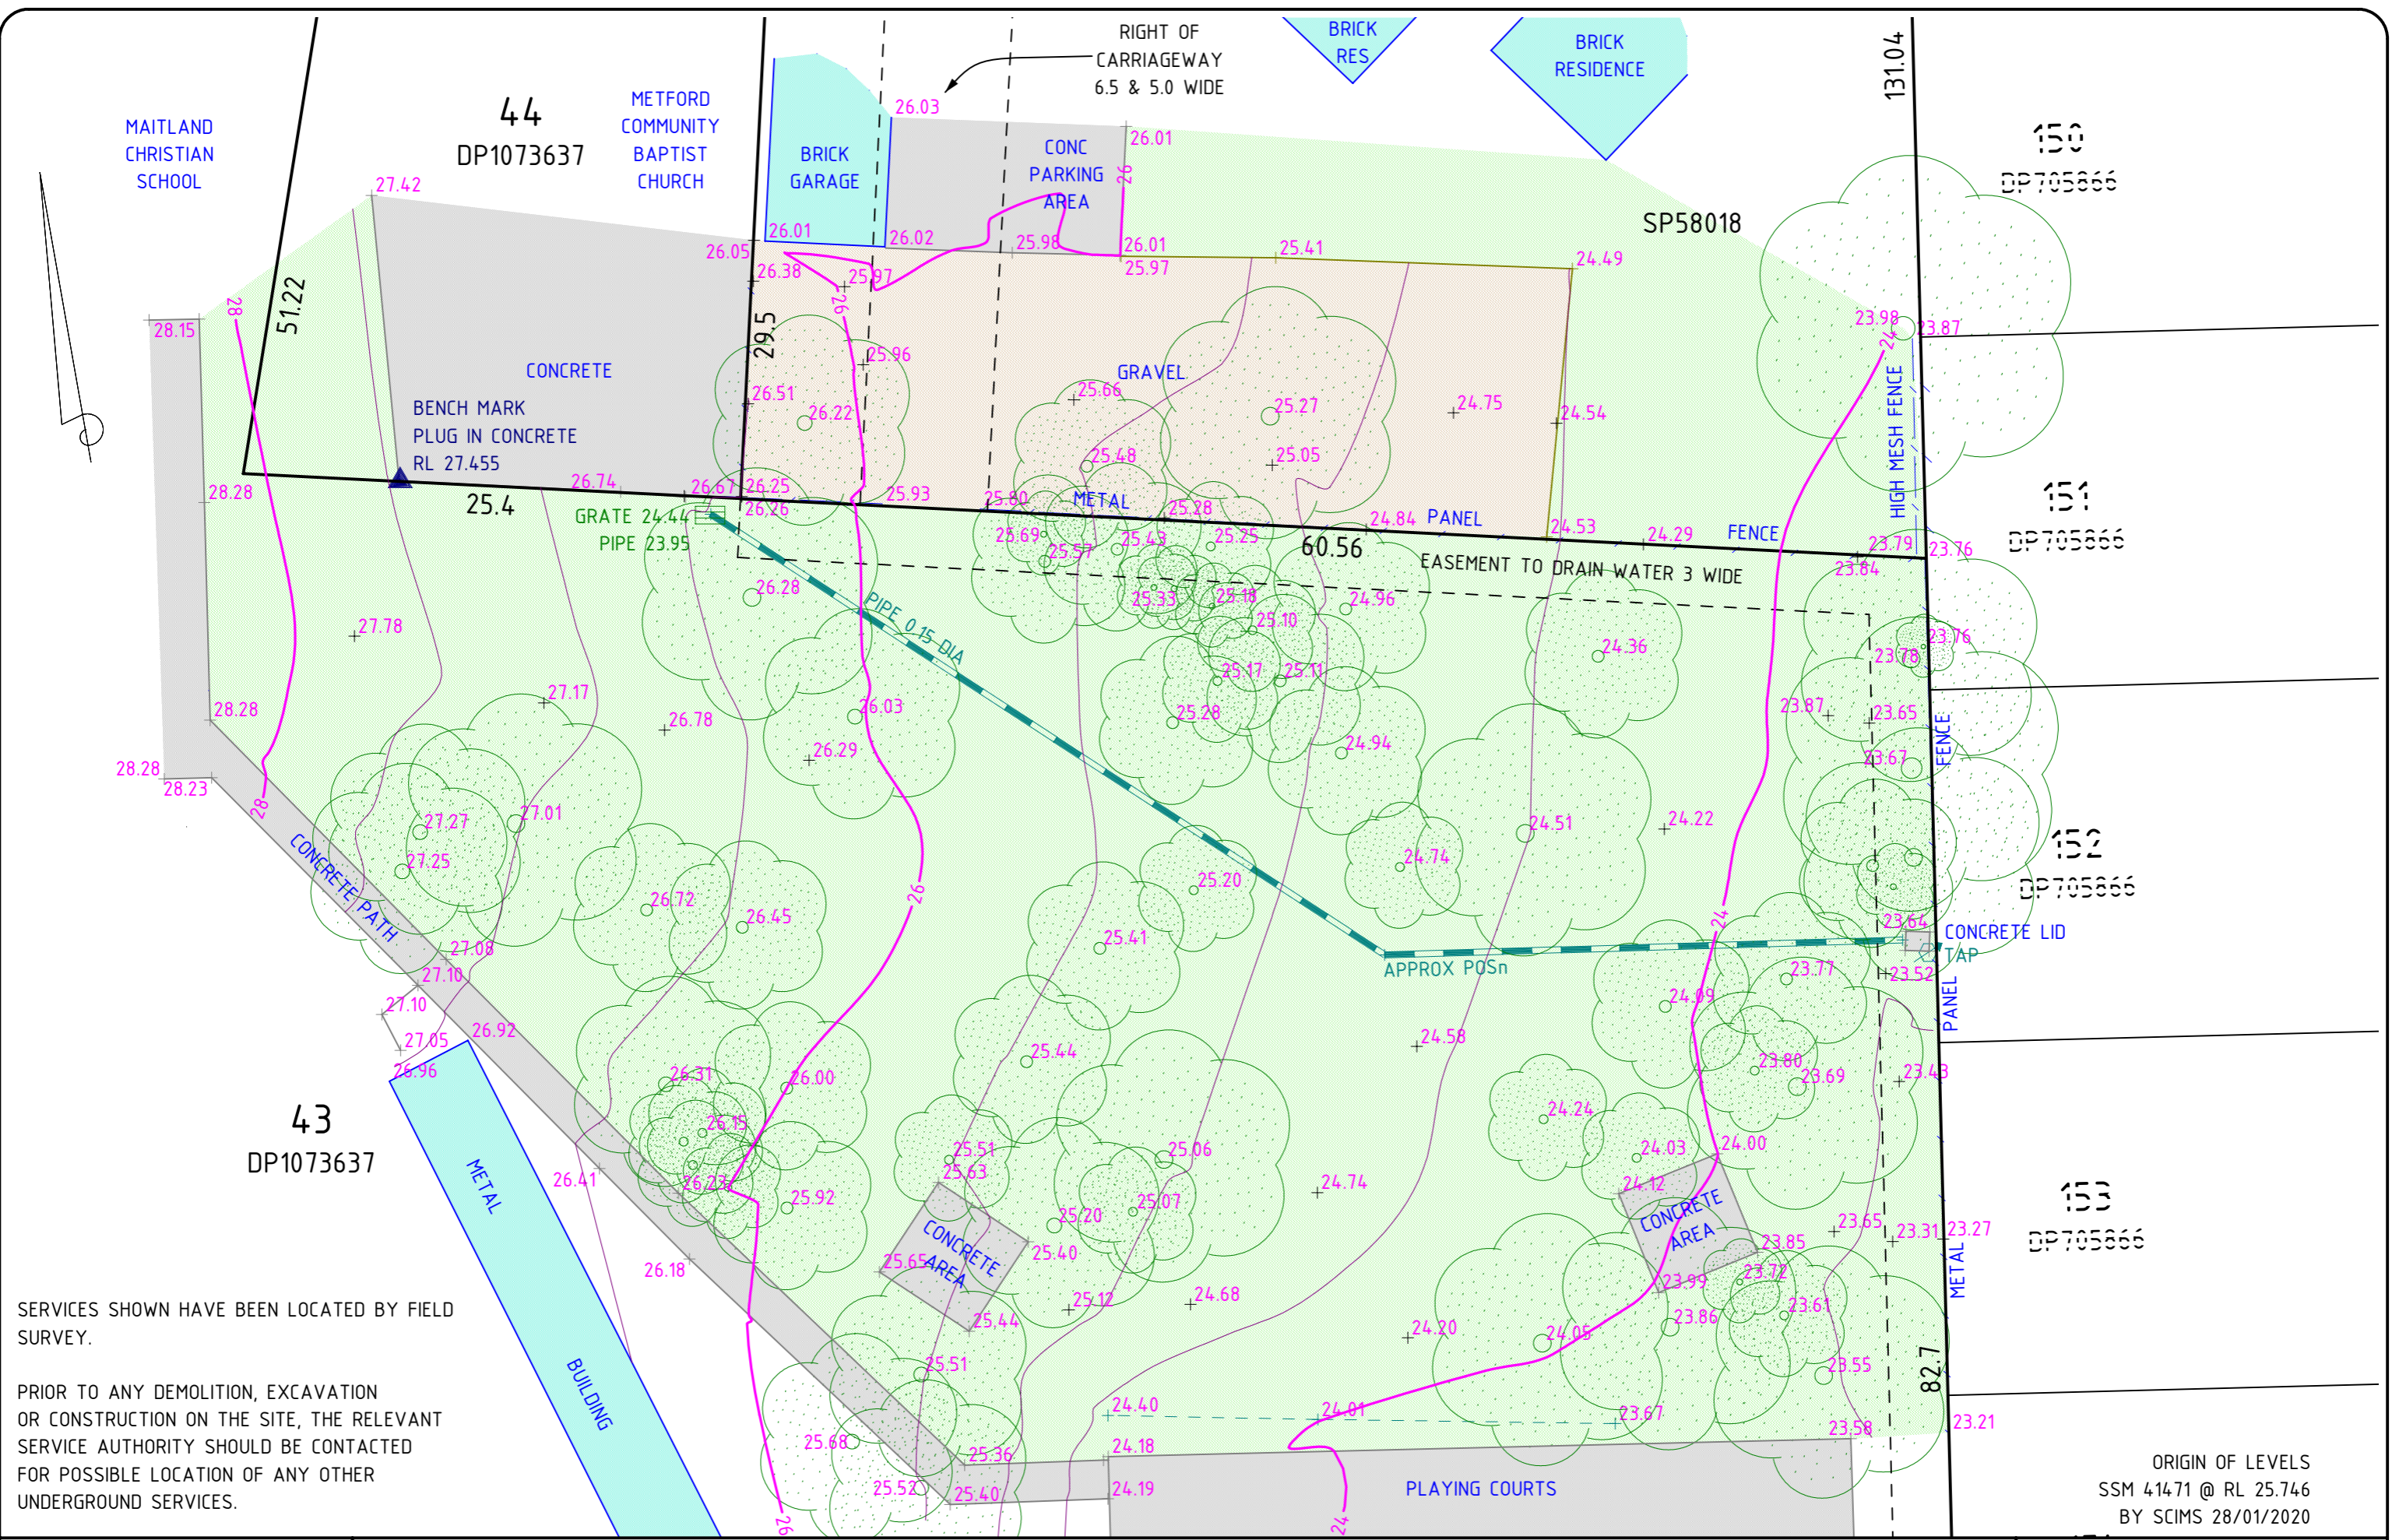 RIGHT OF
CARRIAGEWAY
6.5 & 5.0 WIDE
BRICK
RES
BRICK
RESIDENCE
131.04
MAITLAND
CHRISTIAN
SCHOOL
44
DP1073637
METFORD
COMMUNITY
BAPTIST
CHURCH
BRICK
GARAGE
26.03
CONC
PARKING
AREA
26.01
26
150
DP705866
SP58018
27.42
26.05
26.01
26.02
25.98
26.01
25.97
25.41
24.49
26.38
25.97
26
28
51.22
28.15
29.5
23.98
23.87
24
CONCRETE
25.96
GRAVEL
26.51
26.22
25.66
25.27
24.75
24.54
HIGH MESH FENCE
BENCH MARK
PLUG IN CONCRETE
RL 27.455
25.48
25.05
28.28
25.4
26.74
26.67
26.25
26.26
25.93
25.80
METAL
25.28
24.84
PANEL
24.53
24.29
FENCE
23.79
23.76
23.84
151
DP705866
GRATE 24.44
PIPE 23.95
25.69
25.57
25.43
25.25
60.56
EASEMENT TO DRAIN WATER 3 WIDE
26.28
PIPE 0.15 DIA
25.33
25.18
25.10
24.96
27.78
24.36
23.76
23.78
25.17
25.11
27.17
28.28
26.78
26.03
25.28
23.87
23.65
26.29
24.94
23.67
FENCE
28.28
28.23
28
27.27
27.01
27.25
24.51
24.22
24.74
152
DP705866
CONCRETE PATH
26.72
26.45
26
25.20
24
23.64
CONCRETE LID
TAP
27.08
27.10
25.41
APPROX POSn
23.77
23.52
27.10
24.09
PANEL
27.05
26.92
26.96
25.44
24.58
23.80
23.69
23.43
43
DP1073637
26.31
26.00
26.15
24.24
25.51
25.63
25.06
24.03
24.00
METAL
26.41
26.23
25.92
25.07
24.74
24.12
CONCRETE
AREA
153
DP705866
25.20
25.40
CONCRETE
AREA
25.65
23.65
23.31
23.27
23.85
26.18
23.99
23.72
METAL
25.12
24.68
23.61
23.86
25.44
24.20
24.05
SERVICES SHOWN HAVE BEEN LOCATED BY FIELD
SURVEY.
25.51
23.55
82.7
BUILDING
PRIOR TO ANY DEMOLITION, EXCAVATION
OR CONSTRUCTION ON THE SITE, THE RELEVANT
SERVICE AUTHORITY SHOULD BE CONTACTED
FOR POSSIBLE LOCATION OF ANY OTHER
UNDERGROUND SERVICES.
24.40
24.01
23.67
23.58
23.21
25.68
25.36
24.18
25.52
25.40
24.19
PLAYING COURTS
26
24
ORIGIN OF LEVELS
SSM 41471 @ RL 25.746
BY SCIMS 28/01/2020